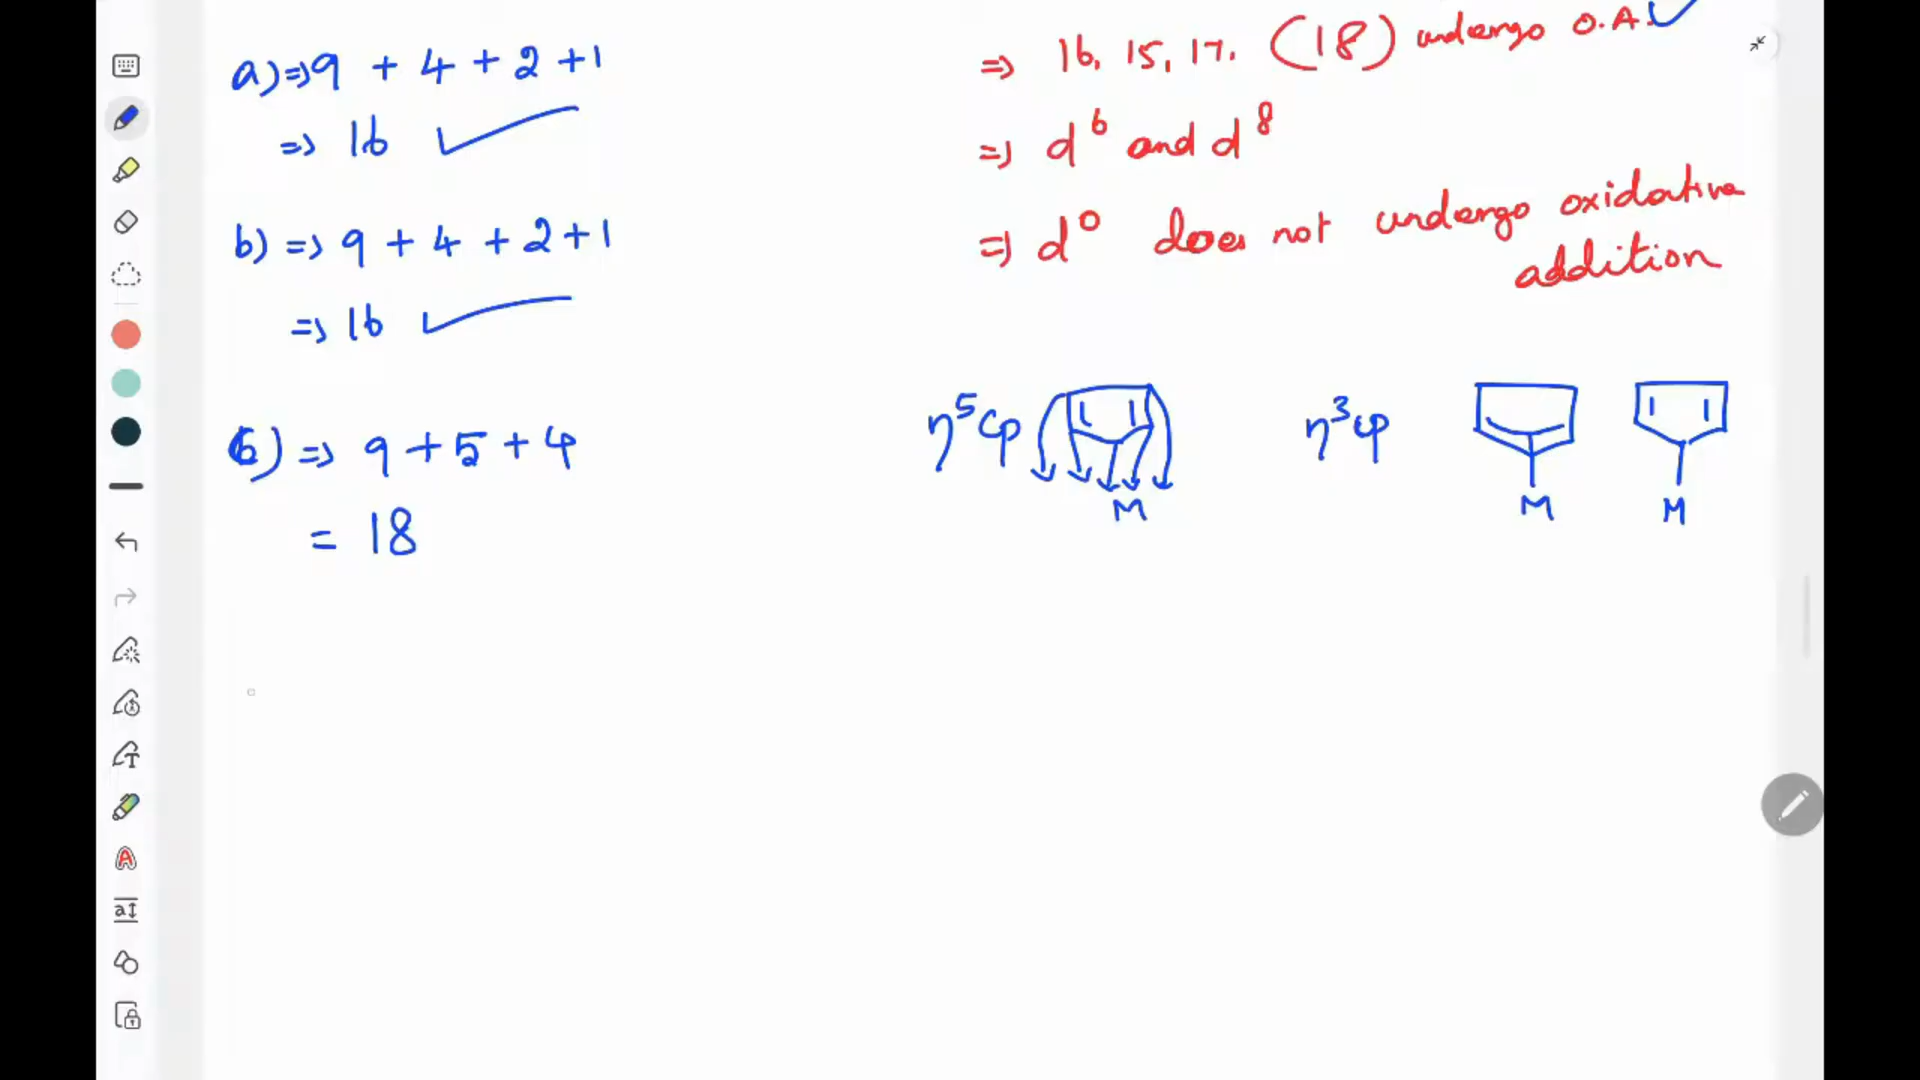 a) ⇒ 9 + 4 + 2 + 1
⇒ 16 ✓
b) ⇒ 9 + 4 + 2 + 1
⇒ 16 ✓
c) ⇒ 9 + 5 + 4
= 18
⇒ 16, 15, 17. (18) undergo O.A. ✓
⇒ d⁶ and d⁸
⇒ d⁰ does not undergo oxidative
addition
η⁵Cp
M
η³Cp
M
M
A
aI